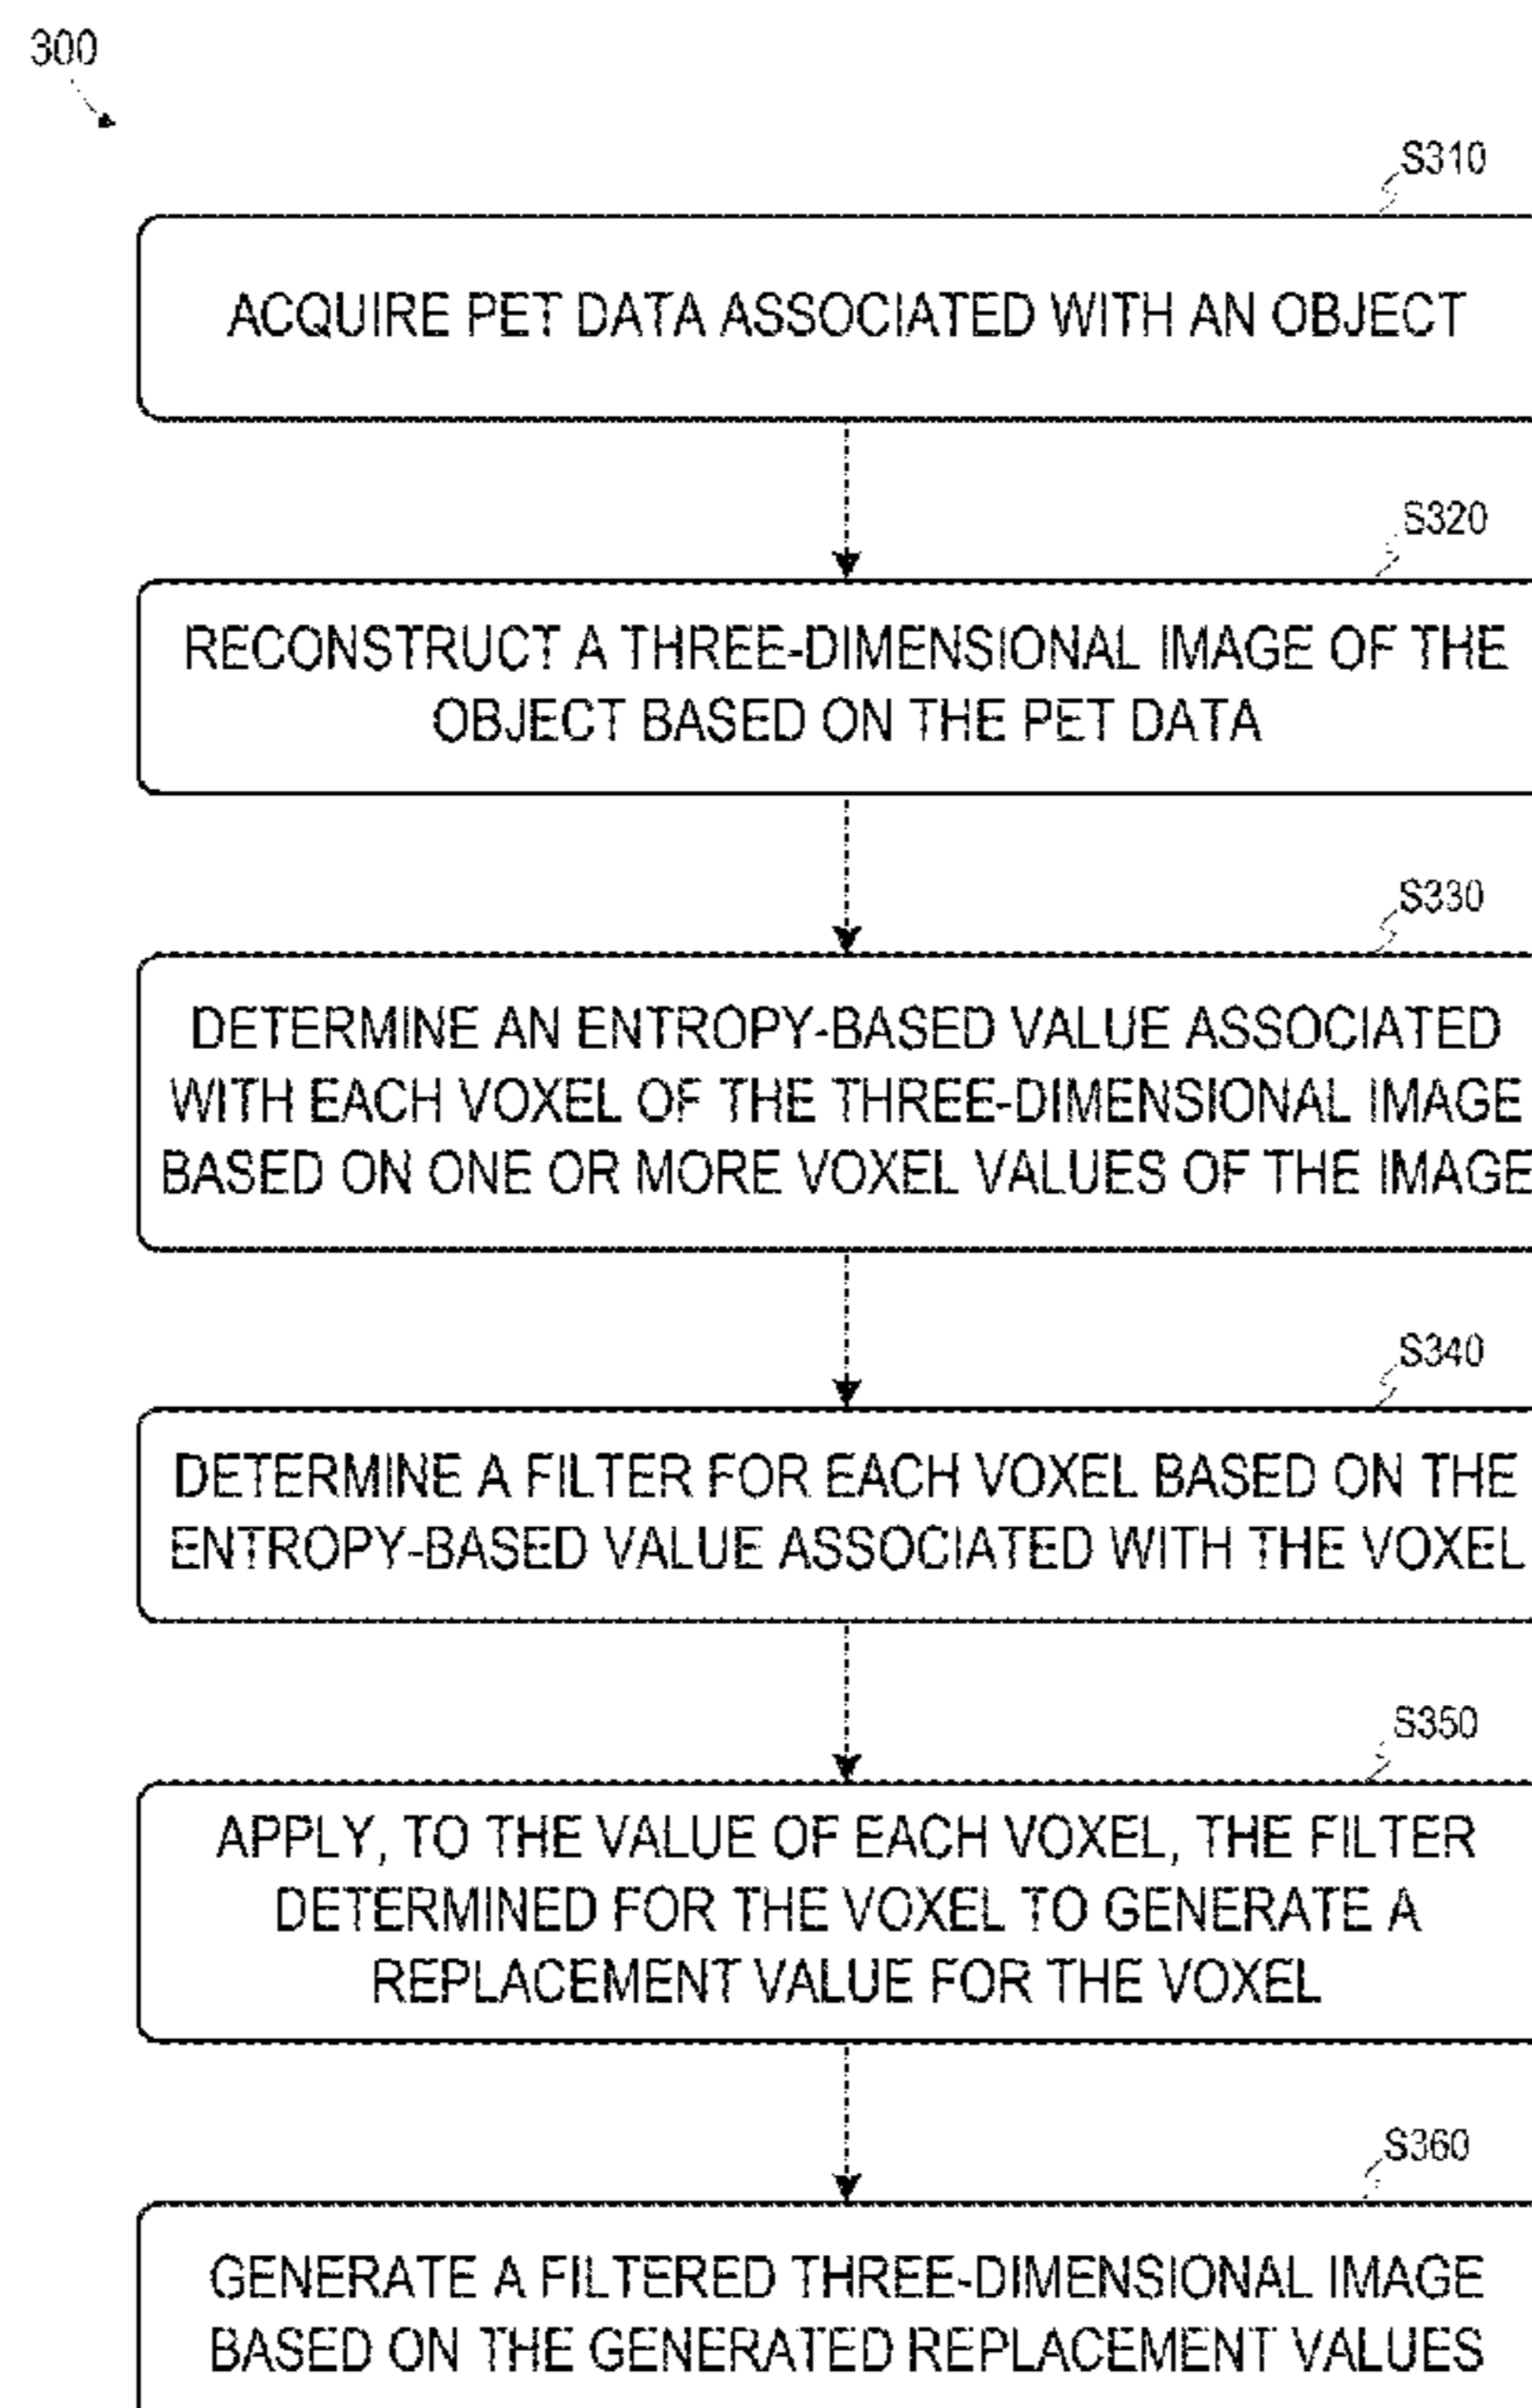 300
S310
ACQUIRE PET DATA ASSOCIATED WITH AN OBJECT
S320
RECONSTRUCT A THREE-DIMENSIONAL IMAGE OF THE
OBJECT BASED ON THE PET DATA
S330
DETERMINE AN ENTROPY-BASED VALUE ASSOCIATED
WITH EACH VOXEL OF THE THREE-DIMENSIONAL IMAGE
BASED ON ONE OR MORE VOXEL VALUES OF THE IMAGE
S340
DETERMINE A FILTER FOR EACH VOXEL BASED ON THE
ENTROPY-BASED VALUE ASSOCIATED WITH THE VOXEL
S350
APPLY, TO THE VALUE OF EACH VOXEL, THE FILTER
DETERMINED FOR THE VOXEL TO GENERATE A
REPLACEMENT VALUE FOR THE VOXEL
S360
GENERATE A FILTERED THREE-DIMENSIONAL IMAGE
BASED ON THE GENERATED REPLACEMENT VALUES